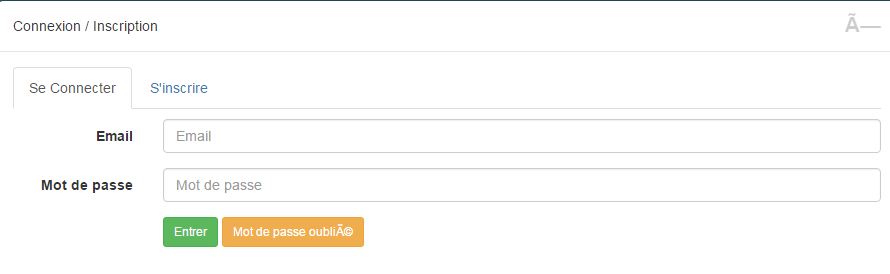 Connexion / Inscription
Ã—
Se Connecter
S'inscrire
Email
Email
Mot de passe
Mot de passe
Entrer
Mot de passe oubliÃ©